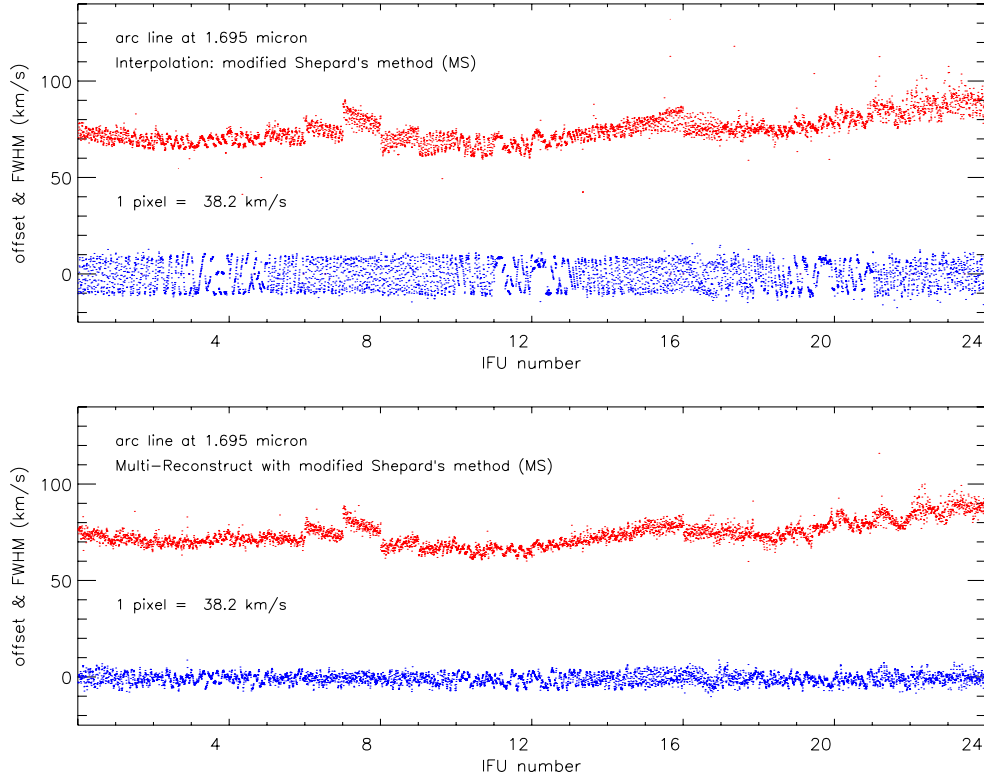 arc line at 1.695 micron
Interpolation: modified Shepard's method (MS)
100
50
0
1 pixel =  38.2 km/s
offset & FWHM (km/s)
4 8 12 16 20 24
IFU number
arc line at 1.695 micron
Multi-Reconstruct with modified Shepard's method (MS)
100
50
0
1 pixel =  38.2 km/s
offset & FWHM (km/s)
4 8 12 16 20 24
IFU number